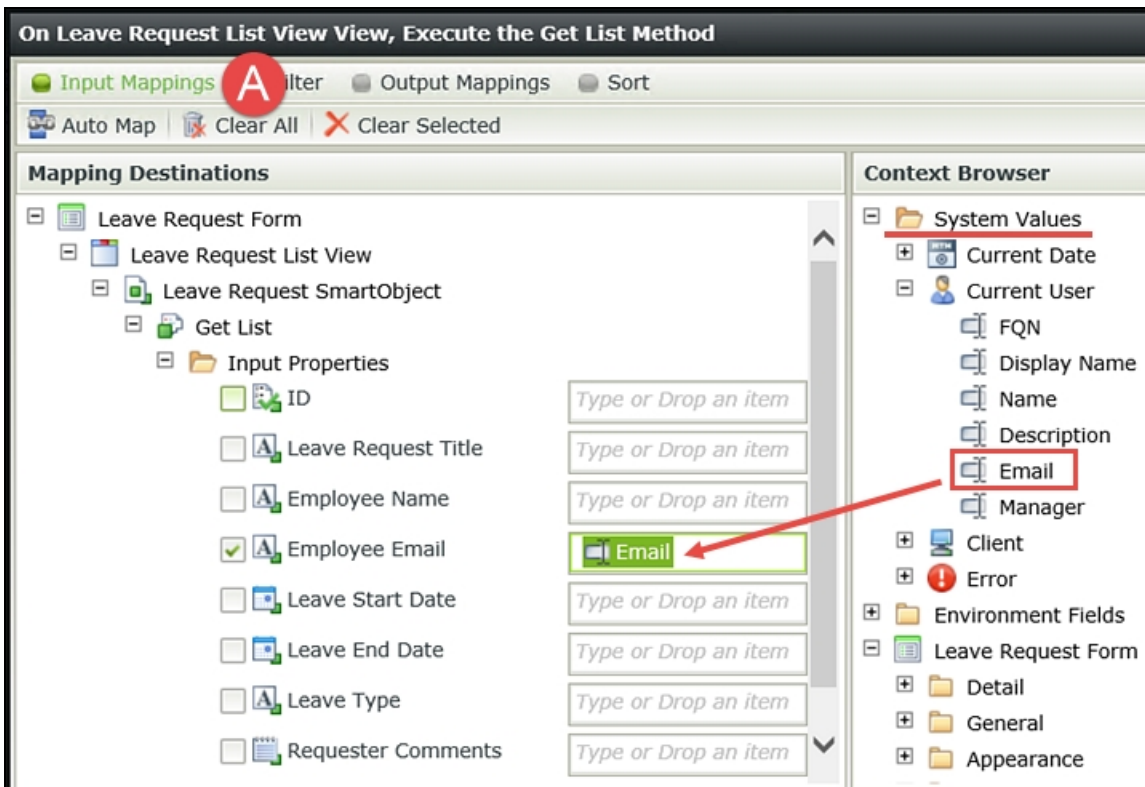 On Leave Request List View View, Execute the Get List Method
Input Mappings A ilter Output Mappings Sort
Auto Map Clear All Clear Selected
Mapping Destinations
Leave Request Form
Leave Request List View
Leave Request SmartObject
Get List
Input Properties
ID Type or Drop an item
Leave Request Title Type or Drop an item
Employee Name Type or Drop an item
Employee Email Email
Leave Start Date Type or Drop an item
Leave End Date Type or Drop an item
Leave Type Type or Drop an item
Requester Comments Type or Drop an item
Context Browser
System Values
Current Date
Current User
FQN
Display Name
Name
Description
Email
Manager
Client
Error
Environment Fields
Leave Request Form
Detail
General
Appearance